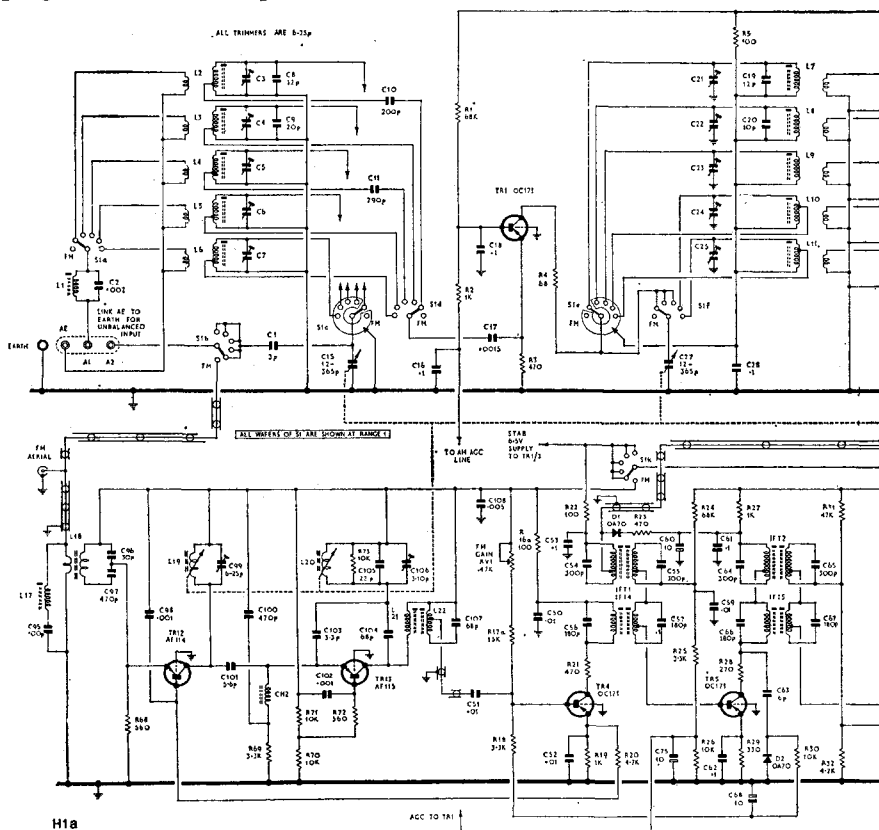 ALL TRIMMERS ARE 6-25p
R5
100
L2
C3
C8
12p
C10
200p
R1
68K
C21
C19
12p
L7
L3
C4
C9
20p
C22
C20
10p
L8
L4
C5
C11
290p
C23
L9
TR1 OC171
L5
C6
C24
L10
C18
·1
L6
C7
R4
68
C25
L11
FM
S1a
L1
C2
·002
R2
1K
S1c
FM
S1d
FM
S1e
FM
S1f
FM
LINK AE TO
EARTH FOR
UNBALANCED
INPUT
C17
·0015
EARTH
AE
A1
A2
S1b
FM
C1
3p
C15
12-
365p
C16
·1
R3
470
C27
12-
365p
C28
·1
ALL WAFERS OF S1 ARE SHOWN AT RANGE 1
TO AM AGC
LINE
STAB
6·5V
SUPPLY
TO TR1/3
S1k
FM
FM
AERIAL
C108
·005
R22
100
D1
OA70
R23
470
R24
68K
R27
1K
R31
47K
L18
C96
30p
L19
C99
6-25p
L20
R73
10K
C105
22p
C106
3-10p
R
16a
100
FM
GAIN
RV1
47K
C53
·1
C60
10
C61
·1
IFT2
C54
300p
C55
300p
C64
300p
C65
300p
L17
C95
C97
470p
C98
·001
C100
470p
IFT1
IFT4
C59
·01
IFT5
TR12
AF114
C103
3·3p
C104
68p
L
21
L22
C107
68p
C50
·01
C56
180p
C57
180p
C66
180p
C67
180p
R17a
15K
C101
5·6p
CH2
C102
·001
TR13
AF115
R21
470
R25
3·3K
R28
270
C51
·01
TR4
OC171
TR5
OC171
C63
6p
R68
560
R71
10K
R72
560
R69
3·3K
R70
10K
R18
3·3K
C52
·01
R19
1K
R20
4·7K
C75
10
R26
10K
C62
·1
R29
330
D2
OA70
R30
10K
R32
4·2K
C68
10
H1a
AGC TO TR1